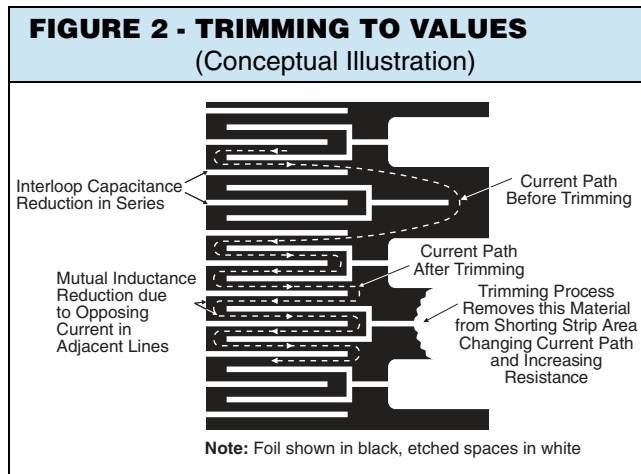 FIGURE 2 - TRIMMING TO VALUES
(Conceptual Illustration)
Interloop Capacitance
Reduction in Series
Current Path
Before Trimming
Current Path
After Trimming
Mutual Inductance
Reduction due
to Opposing
Current in
Adjacent Lines
Trimming Process
Removes this Material
from Shorting Strip Area
Changing Current Path
and Increasing
Resistance
Note: Foil shown in black, etched spaces in white